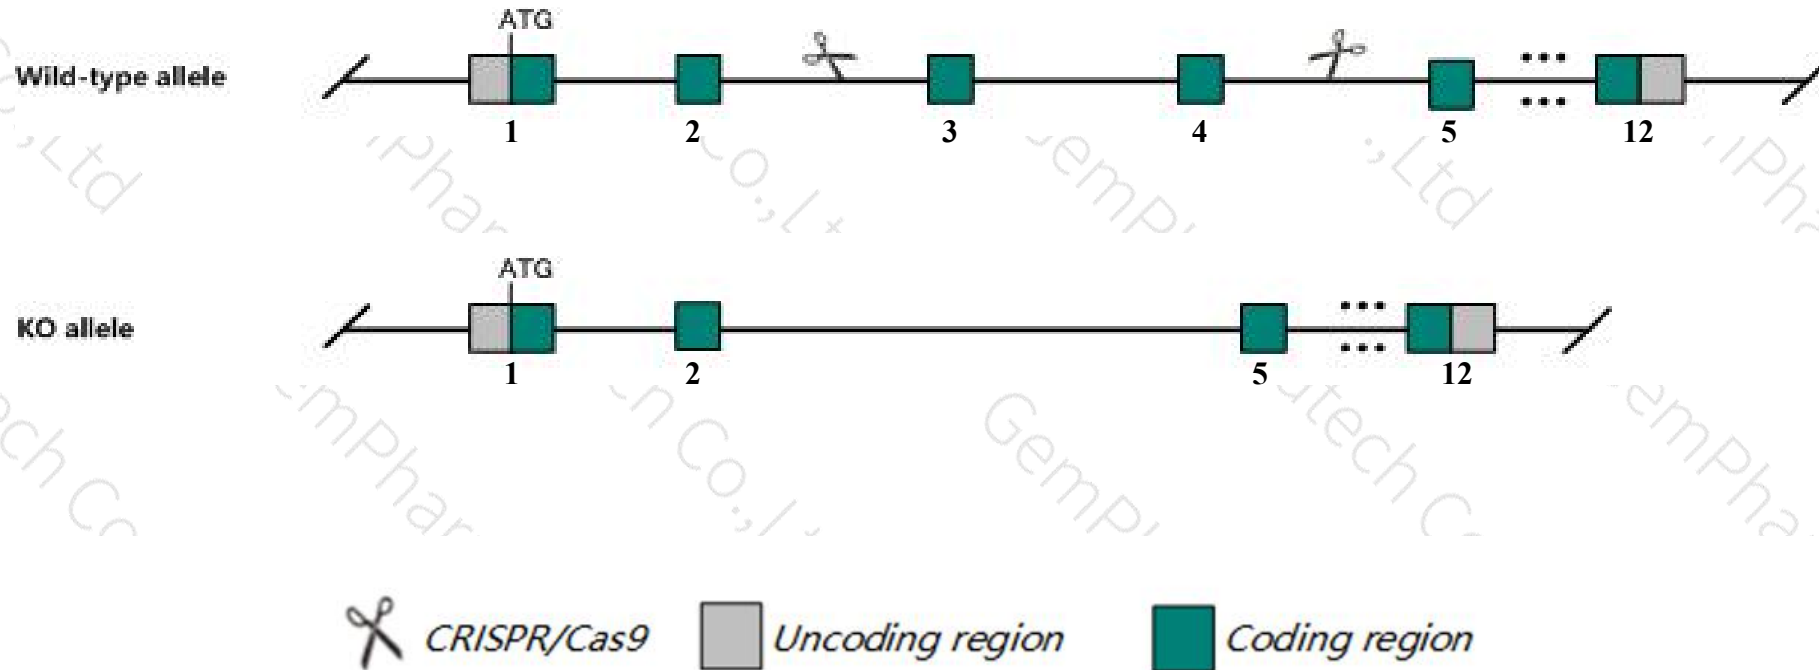 ATG
Wild-type allele
1 2 3 4 5 12
ATG
KO allele
1 2 5 12
CRISPR/Cas9 Uncoding region Coding region
GemPh